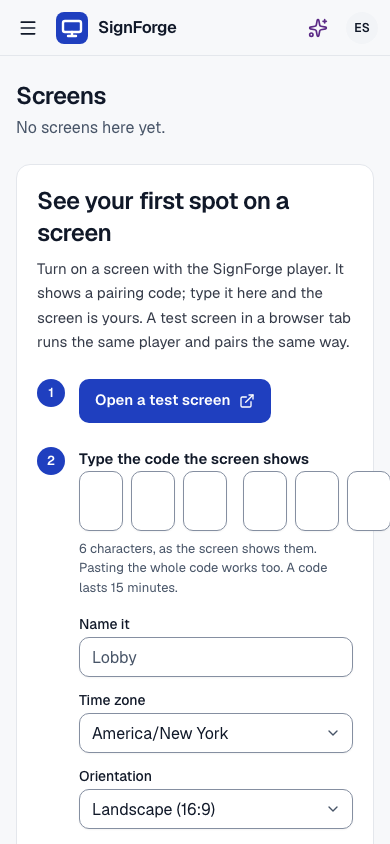 SignForge
ES
Screens
No screens here yet.
See your first spot on a
screen
Turn on a screen with the SignForge player. It
shows a pairing code; type it here and the
screen is yours. A test screen in a browser tab
runs the same player and pairs the same way.
1
Open a test screen
2
Type the code the screen shows
6 characters, as the screen shows them.
Pasting the whole code works too. A code
lasts 15 minutes.
Name it
Lobby
Time zone
America/New York
Orientation
Landscape (16:9)